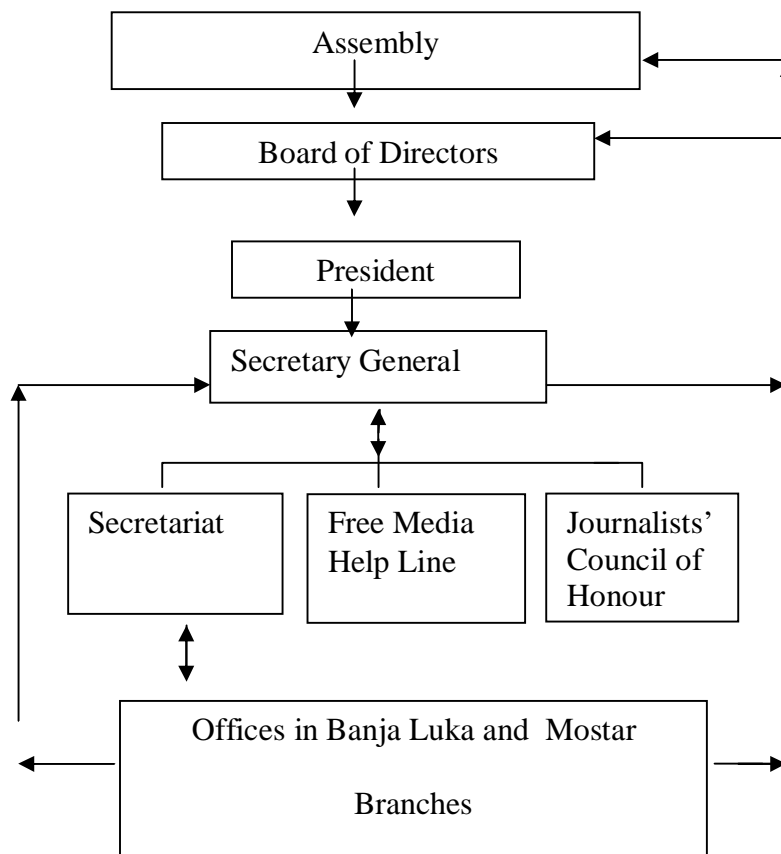 Assembly
Board of Directors
President
Secretary General
Secretariat
Free Media
Help Line
Journalists’
Council of
Honour
Offices in Banja Luka and Mostar
Branches